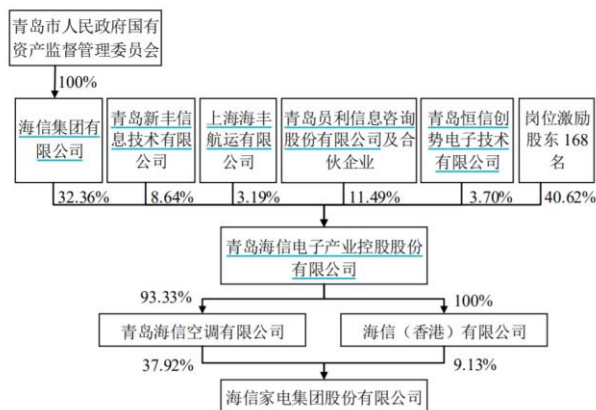 青岛市人民政府国有
资产监督管理委员会
100%
海信集团有
限公司
青岛新丰信
息技术有限
公司
上海海丰
航运有限
公司
青岛员利信息咨询
股份有限公司及合
伙企业
青岛恒信创
势电子技术
有限公司
岗位激励
股东 168
名
32.36%
8.64%
3.19%
11.49%
3.70%
40.62%
青岛海信电子产业控股股份
有限公司
93.33%
100%
青岛海信空调有限公司
海信（香港）有限公司
37.92%
9.13%
海信家电集团股份有限公司